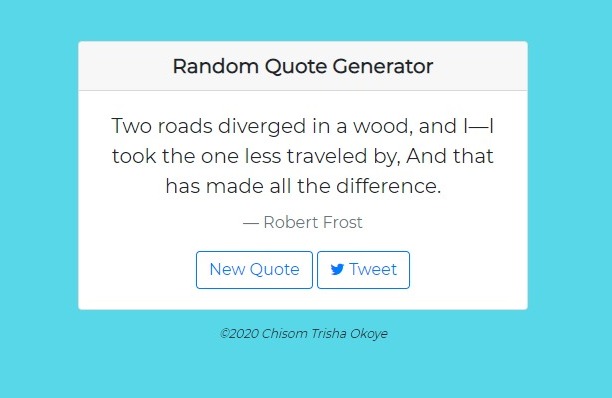 Random Quote Generator
Two roads diverged in a wood, and I—I
took the one less traveled by, And that
has made all the difference.
— Robert Frost
New Quote Tweet
©2020 Chisom Trisha Okoye